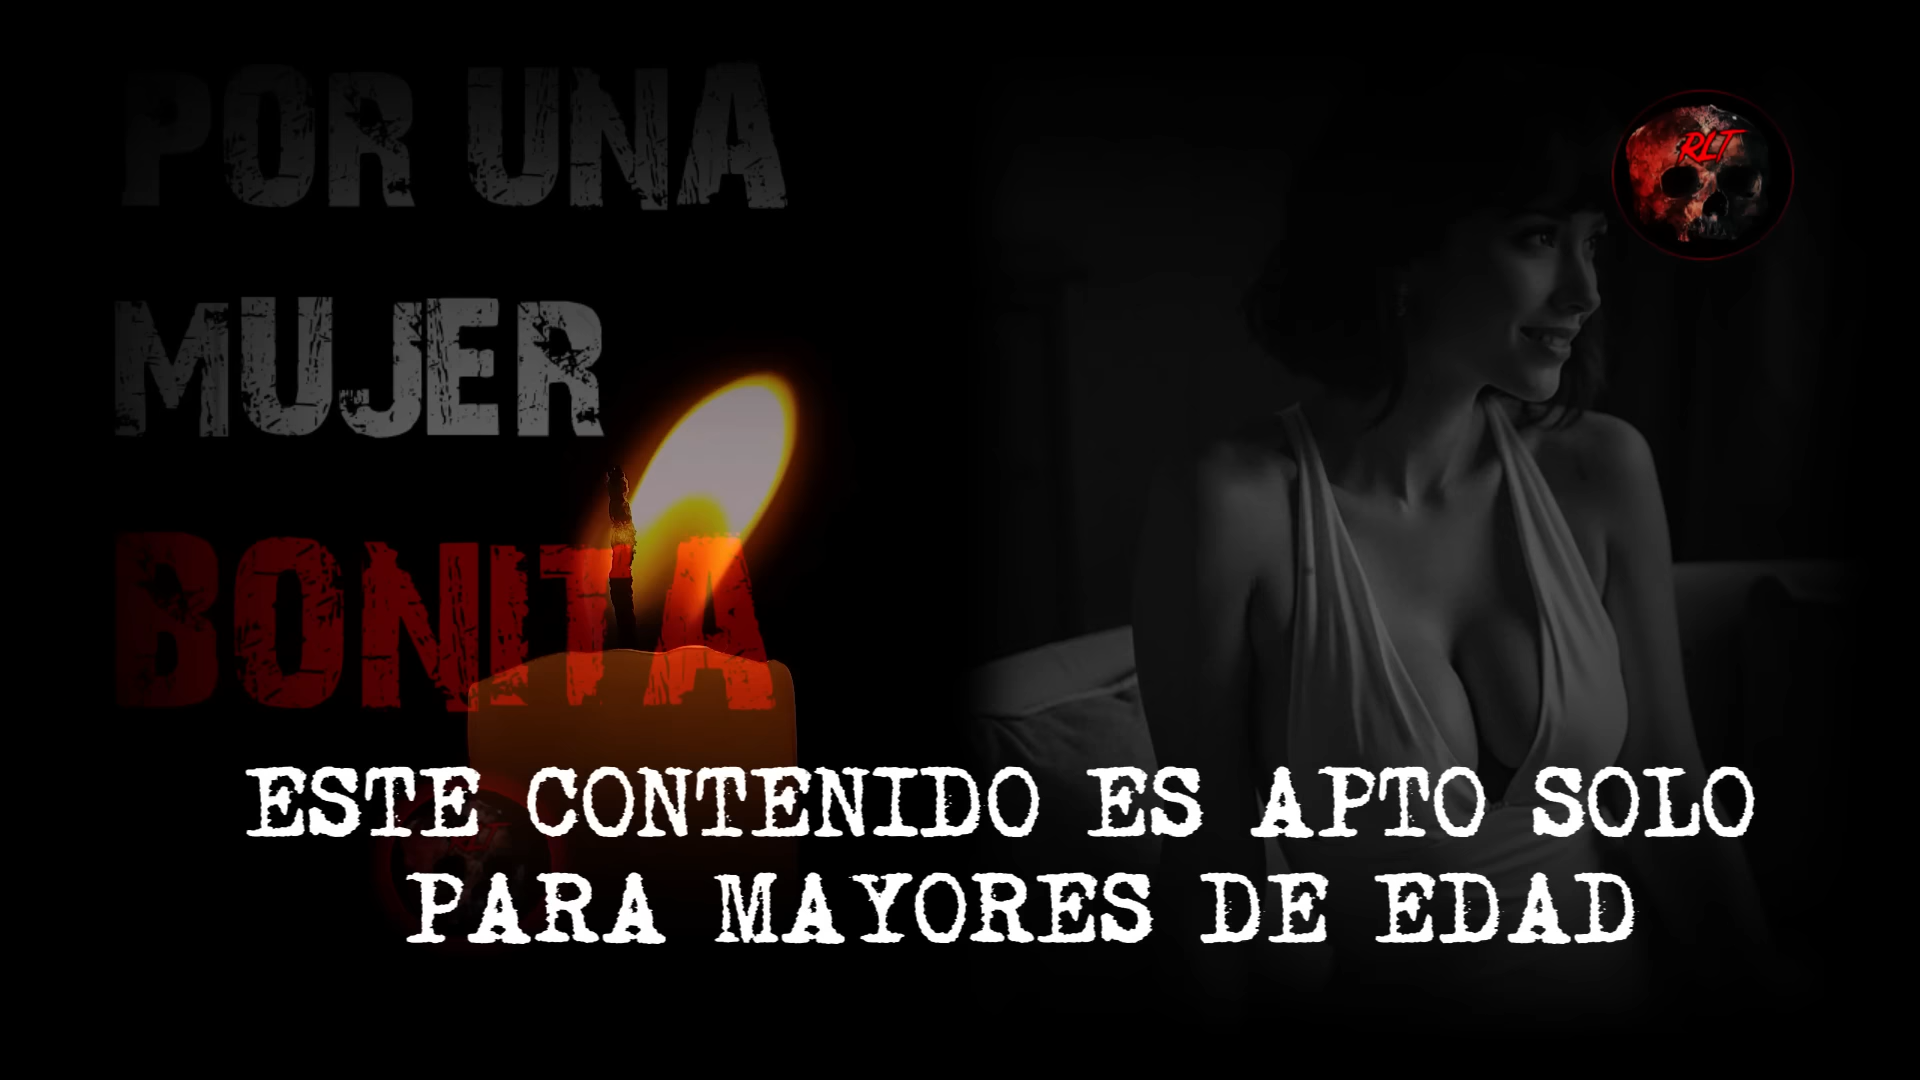 POR UNA
MUJER
BONITA
RLT
ESTE CONTENIDO ES APTO SOLO
PARA MAYORES DE EDAD